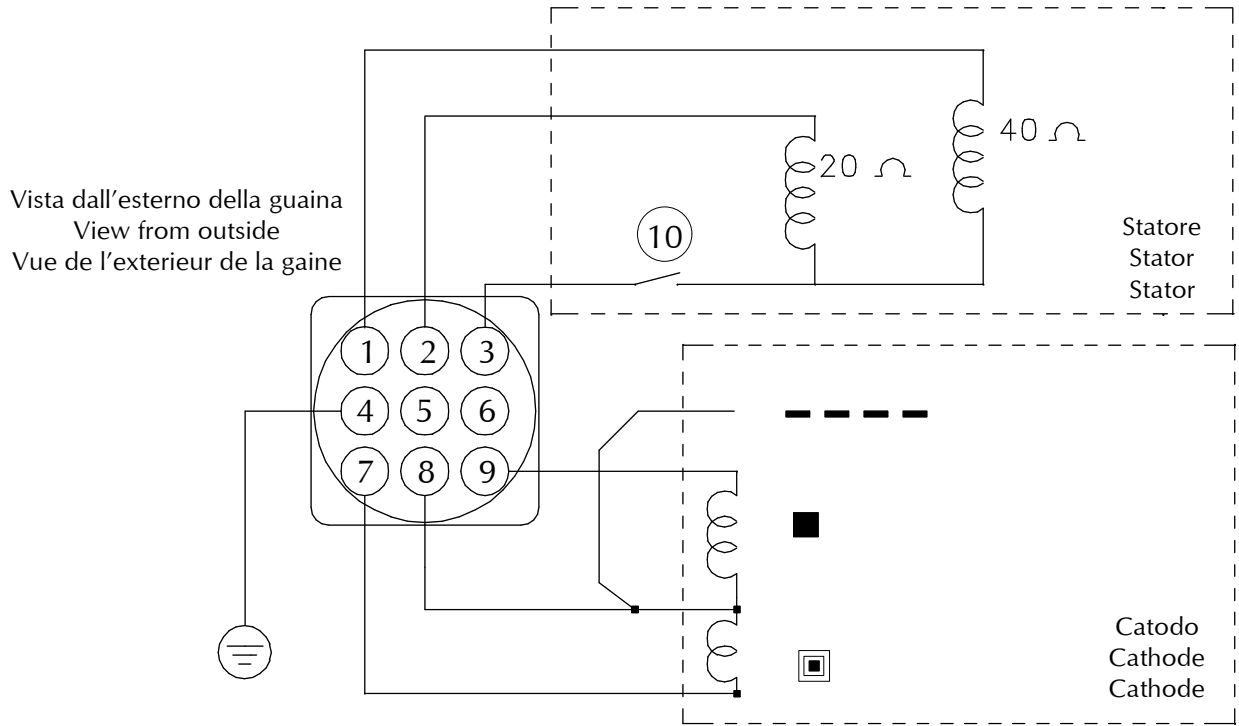 40 Ω
20 Ω
Vista dall'esterno della guaina
View from outside
Vue de l'exterieur de la gaine
10
Statore
Stator
Stator
1 2 3
4 5 6
7 8 9
Catodo
Cathode
Cathode